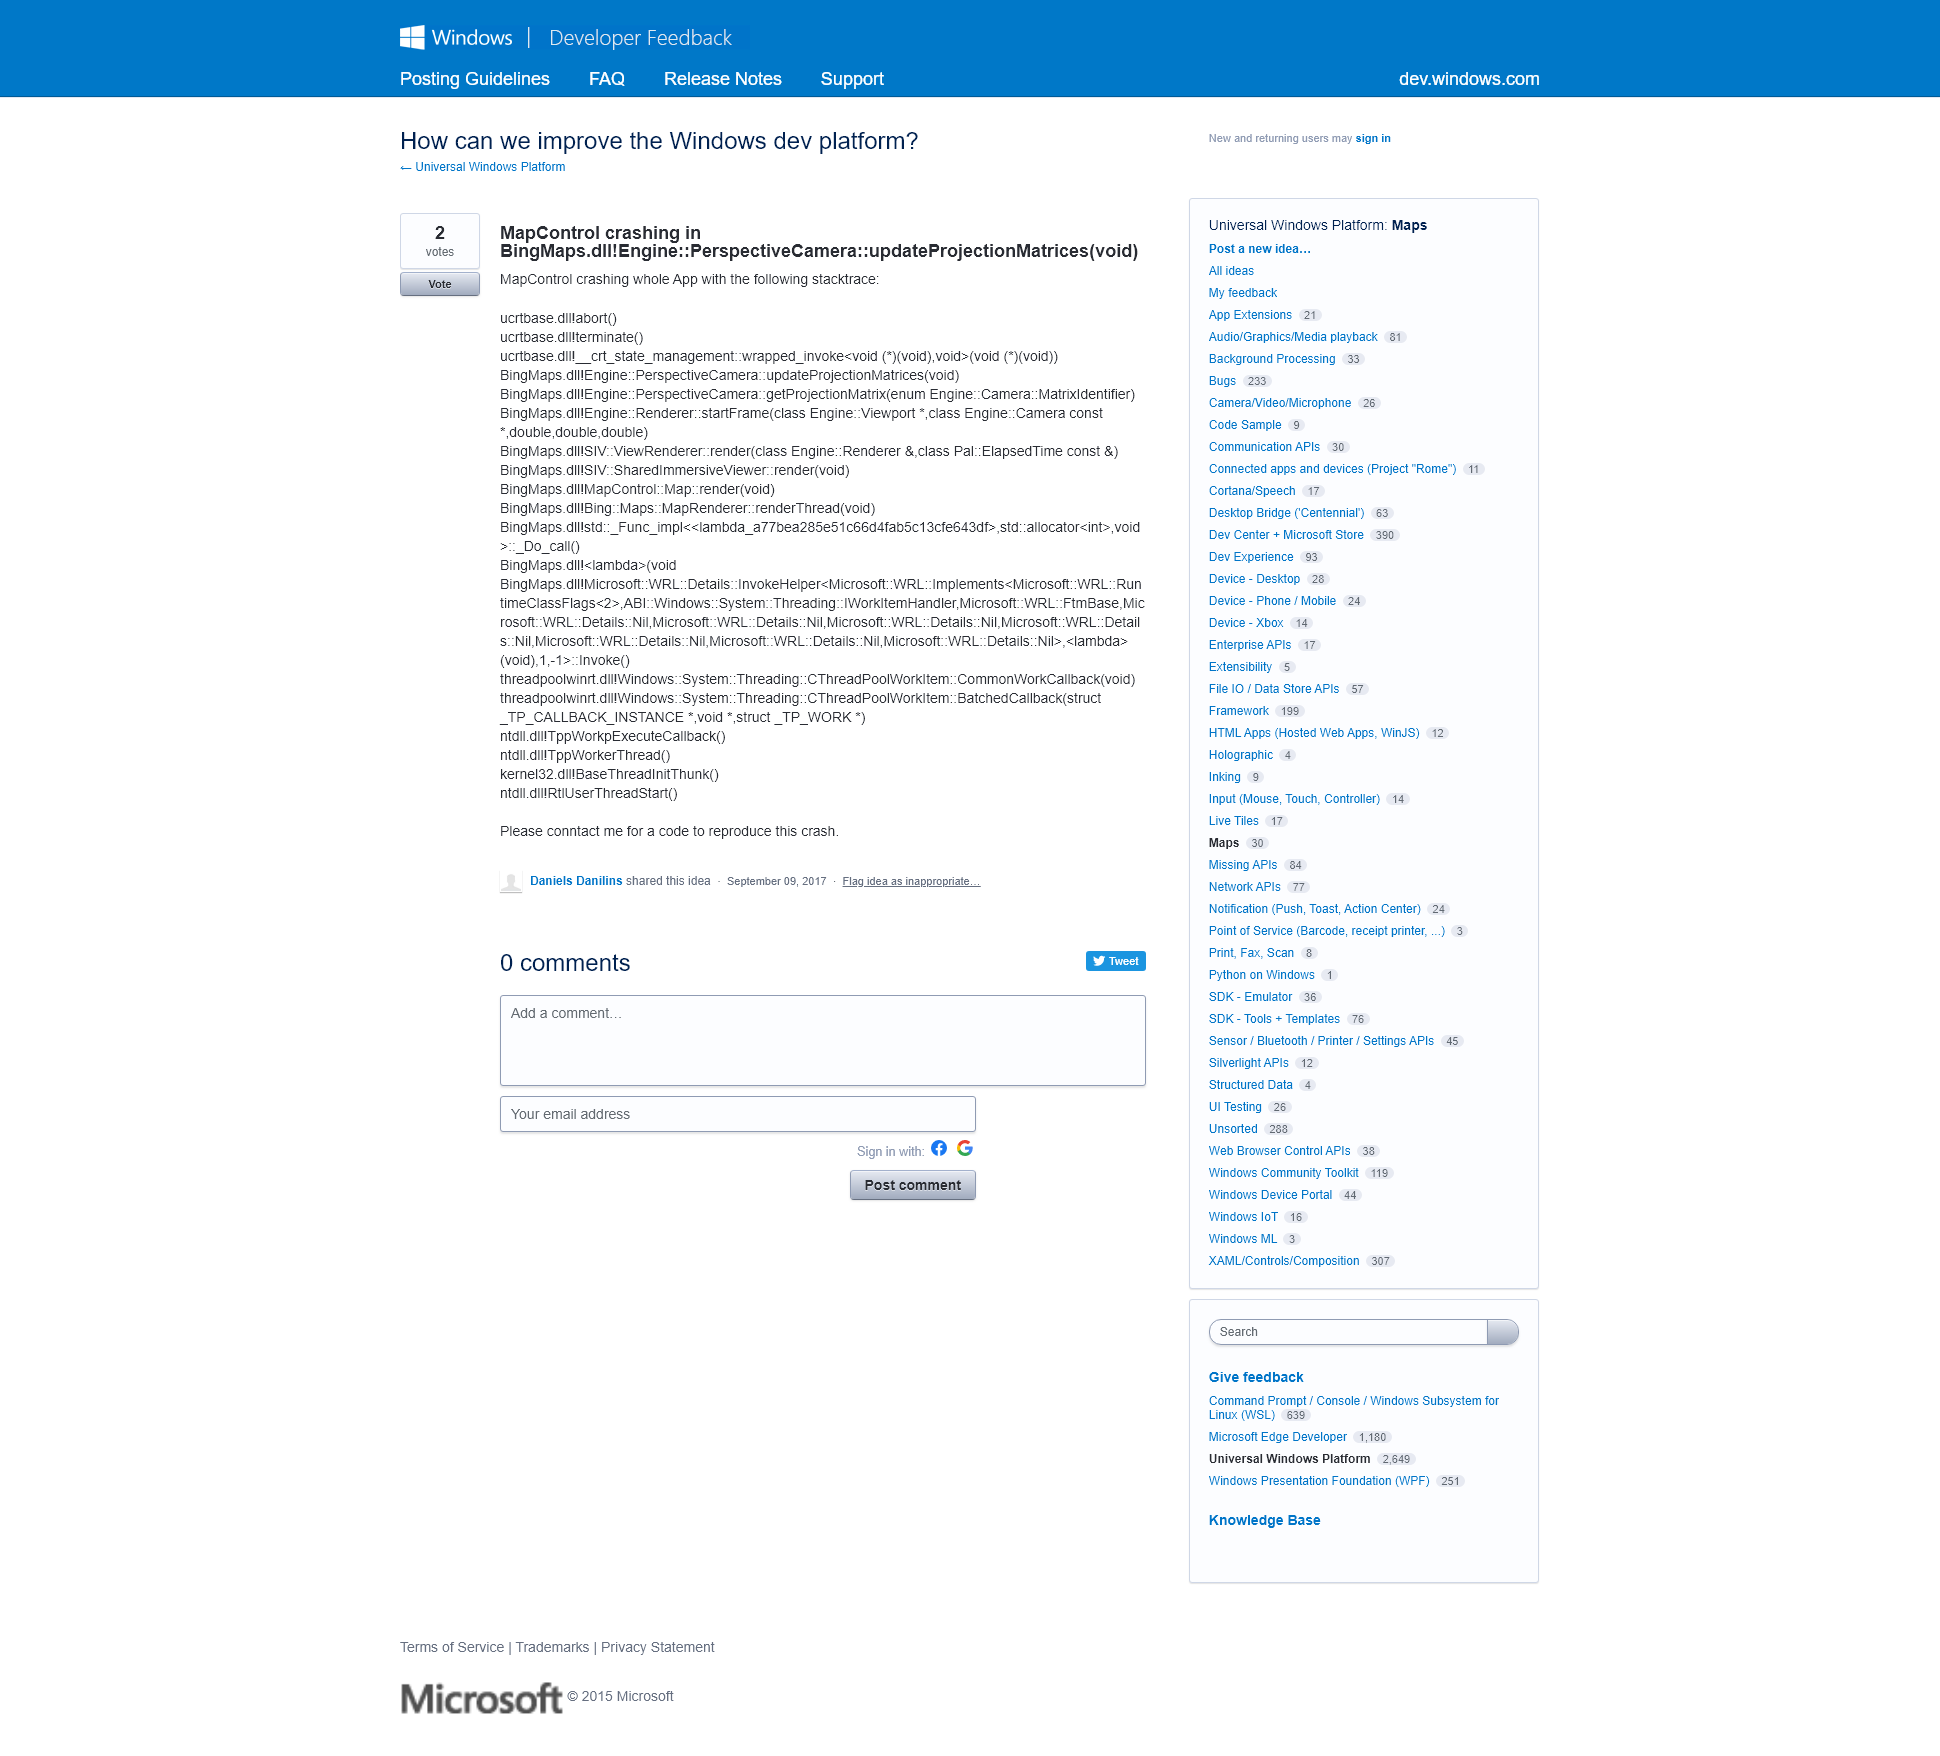 Windows | Developer Feedback
Posting Guidelines FAQ Release Notes Support dev.windows.com
How can we improve the Windows dev platform?
← Universal Windows Platform
New and returning users may sign in
2
votes
Vote
MapControl crashing in
BingMaps.dll!Engine::PerspectiveCamera::updateProjectionMatrices(void)
MapControl crashing whole App with the following stacktrace:
ucrtbase.dll!abort()
ucrtbase.dll!terminate()
ucrtbase.dll!__crt_state_management::wrapped_invoke<void (*)(void),void>(void (*)(void))
BingMaps.dll!Engine::PerspectiveCamera::updateProjectionMatrices(void)
BingMaps.dll!Engine::PerspectiveCamera::getProjectionMatrix(enum Engine::Camera::MatrixIdentifier)
BingMaps.dll!Engine::Renderer::startFrame(class Engine::Viewport *,class Engine::Camera const
*,double,double,double)
BingMaps.dll!SIV::ViewRenderer::render(class Engine::Renderer &,class Pal::ElapsedTime const &)
BingMaps.dll!SIV::SharedImmersiveViewer::render(void)
BingMaps.dll!MapControl::Map::render(void)
BingMaps.dll!Bing::Maps::MapRenderer::renderThread(void)
BingMaps.dll!std::_Func_impl<<lambda_a77bea285e51c66d4fab5c13cfe643df>,std::allocator<int>,void
>::_Do_call()
BingMaps.dll!<lambda>(void
BingMaps.dll!Microsoft::WRL::Details::InvokeHelper<Microsoft::WRL::Implements<Microsoft::WRL::Run
timeClassFlags<2>,ABI::Windows::System::Threading::IWorkItemHandler,Microsoft::WRL::FtmBase,Mic
rosoft::WRL::Details::Nil,Microsoft::WRL::Details::Nil,Microsoft::WRL::Details::Nil,Microsoft::WRL::Detail
s::Nil,Microsoft::WRL::Details::Nil,Microsoft::WRL::Details::Nil,Microsoft::WRL::Details::Nil>,<lambda>
(void),1,-1>::Invoke()
threadpoolwinrt.dll!Windows::System::Threading::CThreadPoolWorkItem::CommonWorkCallback(void)
threadpoolwinrt.dll!Windows::System::Threading::CThreadPoolWorkItem::BatchedCallback(struct
_TP_CALLBACK_INSTANCE *,void *,struct _TP_WORK *)
ntdll.dll!TppWorkpExecuteCallback()
ntdll.dll!TppWorkerThread()
kernel32.dll!BaseThreadInitThunk()
ntdll.dll!RtlUserThreadStart()
Please conntact me for a code to reproduce this crash.
Daniels Danilins shared this idea · September 09, 2017 · Flag idea as inappropriate…
0 comments
Tweet
Add a comment…
Your email address
Sign in with:
Post comment
Universal Windows Platform: Maps
Post a new idea…
All ideas
My feedback
App Extensions 21
Audio/Graphics/Media playback 81
Background Processing 33
Bugs 233
Camera/Video/Microphone 26
Code Sample 9
Communication APIs 30
Connected apps and devices (Project "Rome") 11
Cortana/Speech 17
Desktop Bridge ('Centennial') 63
Dev Center + Microsoft Store 390
Dev Experience 93
Device - Desktop 28
Device - Phone / Mobile 24
Device - Xbox 14
Enterprise APIs 17
Extensibility 5
File IO / Data Store APIs 57
Framework 199
HTML Apps (Hosted Web Apps, WinJS) 12
Holographic 4
Inking 9
Input (Mouse, Touch, Controller) 14
Live Tiles 17
Maps 30
Missing APIs 84
Network APIs 77
Notification (Push, Toast, Action Center) 24
Point of Service (Barcode, receipt printer, ...) 3
Print, Fax, Scan 8
Python on Windows 1
SDK - Emulator 36
SDK - Tools + Templates 76
Sensor / Bluetooth / Printer / Settings APIs 45
Silverlight APIs 12
Structured Data 4
UI Testing 26
Unsorted 288
Web Browser Control APIs 38
Windows Community Toolkit 119
Windows Device Portal 44
Windows IoT 16
Windows ML 3
XAML/Controls/Composition 307
Search
Give feedback
Command Prompt / Console / Windows Subsystem for
Linux (WSL) 639
Microsoft Edge Developer 1,180
Universal Windows Platform 2,649
Windows Presentation Foundation (WPF) 251
Knowledge Base
Terms of Service | Trademarks | Privacy Statement
Microsoft © 2015 Microsoft